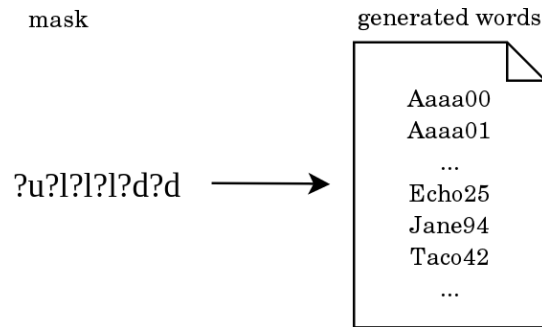 mask
generated words
?u?l?l?l?d?d
Aaaa00
Aaaa01
...
Echo25
Jane94
Taco42
...